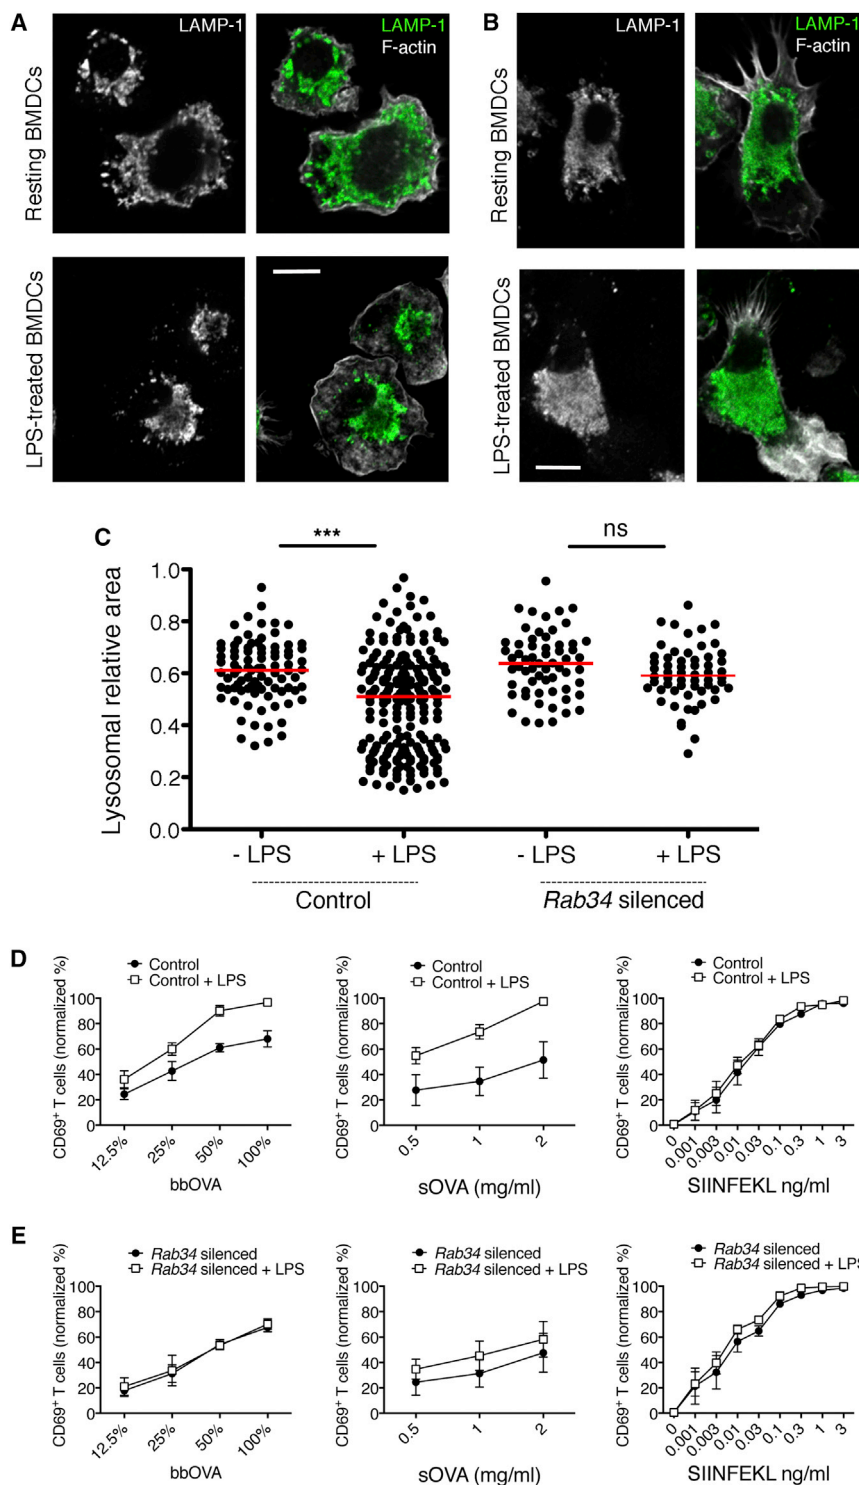 A
LAMP-1
LAMP-1
F-actin
Resting BMDCs
LPS-treated BMDCs
B
LAMP-1
LAMP-1
F-actin
Resting BMDCs
LPS-treated BMDCs
C
***
ns
Lysosomal relative area
1.0
0.8
0.6
0.4
0.2
0.0
- LPS
+ LPS
- LPS
+ LPS
Control
Rab34 silenced
D
Control
Control + LPS
CD69+ T cells (normalized %)
100
80
60
40
20
0
12.5%
25%
50%
100%
bbOVA
Control
Control + LPS
CD69+ T cells (normalized %)
100
80
60
40
20
0
0.5
1
2
sOVA (mg/ml)
Control
Control + LPS
CD69+ T cells (normalized %)
100
80
60
40
20
0
0
0.001
0.003
0.01
0.03
0.1
0.3
1
3
SIINFEKL ng/ml
E
Rab34 silenced
Rab34 silenced + LPS
CD69+ T cells (normalized %)
100
80
60
40
20
0
12.5%
25%
50%
100%
bbOVA
Rab34 silenced
Rab34 silenced + LPS
CD69+ T cells (normalized %)
100
80
60
40
20
0
0.5
1
2
sOVA (mg/ml)
Rab34 silenced
Rab34 silenced + LPS
CD69+ T cells (normalized %)
100
80
60
40
20
0
0
0.001
0.003
0.01
0.03
0.1
0.3
1
3
SIINFEKL ng/ml